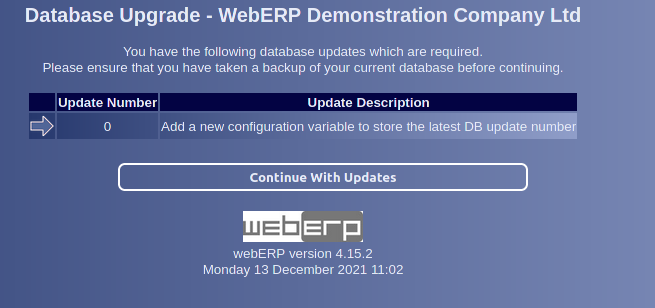 Database Upgrade - WebERP Demonstration Company Ltd
You have the following database updates which are required.
Please ensure that you have taken a backup of your current database before continuing.
Update Number Update Description
0 Add a new configuration variable to store the latest DB update number
Continue With Updates
weberp
webERP version 4.15.2
Monday 13 December 2021 11:02